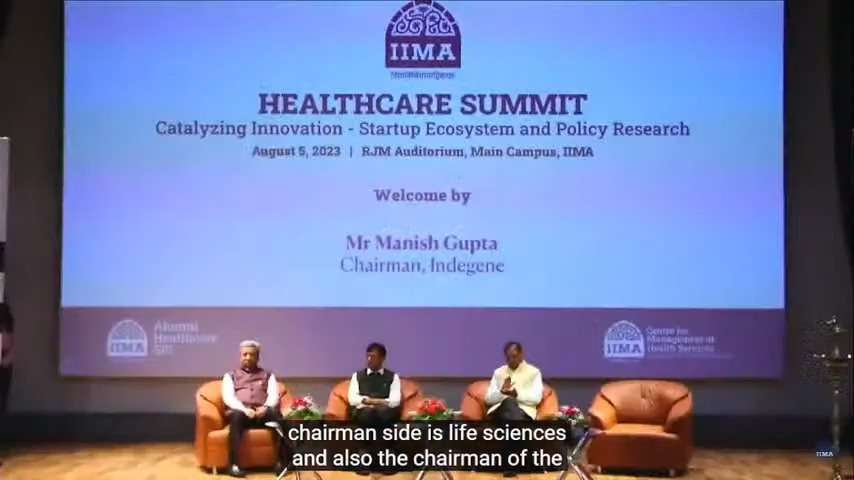 IIMA
HEALTHCARE SUMMIT
Catalyzing Innovation - Startup Ecosystem and Policy Research
August 5, 2023 | RJM Auditorium, Main Campus, IIMA
Welcome by
Mr Manish Gupta
Chairman, Indegene
IIMA
Alumni
Healthcare
SIG
IIMA
Centre for
Management of
Health Services
chairman side is life sciences
and also the chairman of the
IIMA